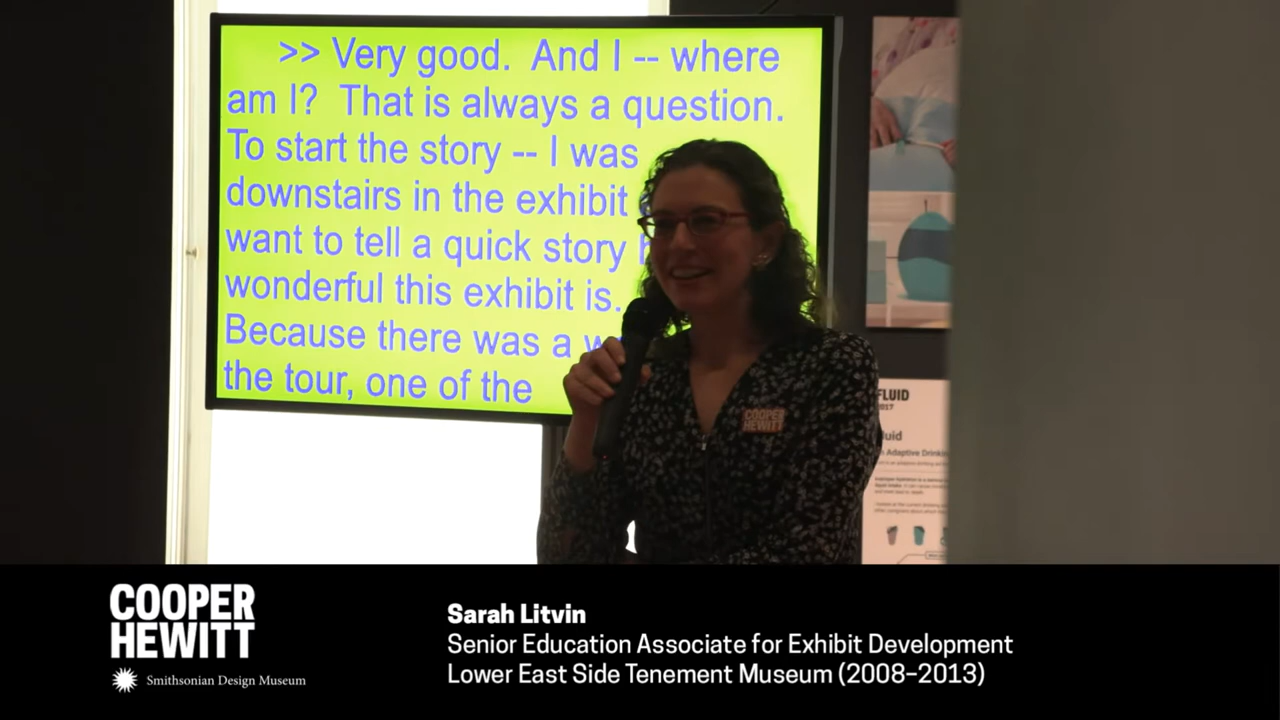 >> Very good. And I -- where
am I? That is always a question.
To start the story -- I was
downstairs in the exhibit
want to tell a quick story
wonderful this exhibit is.
Because there was a
the tour, one of the
COOPER
HEWITT
FLUID
2017
Adaptive
COOPER
HEWITT
Smithsonian Design Museum
Sarah Litvin
Senior Education Associate for Exhibit Development
Lower East Side Tenement Museum (2008–2013)